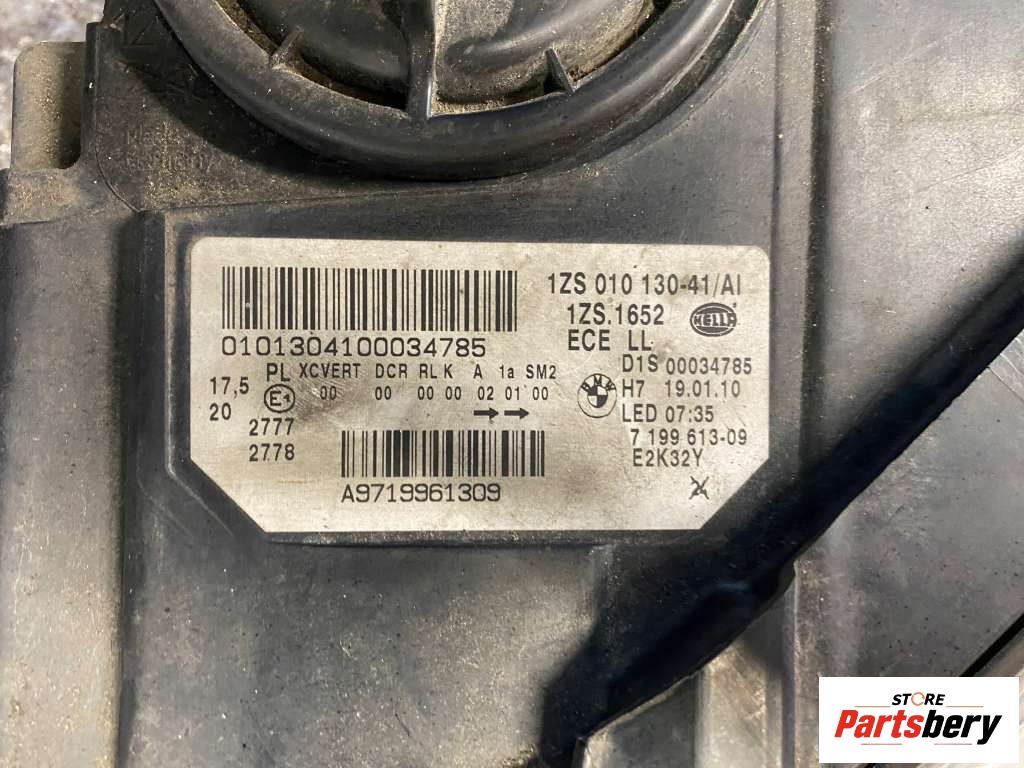 1ZS 010 130-41/AI
1ZS.1652 HELLA
0101304100034785 ECE LL
PL XCVERT DCR RL K A 1a SM2 D1S 00034785
17,5 E1 00 00 00 00 02 01 00 BMW H7 19.01.10
20 LED 07:35
2777 7 199 613-09
2778 E2K32Y
A9719961309
STORE
Partsbery